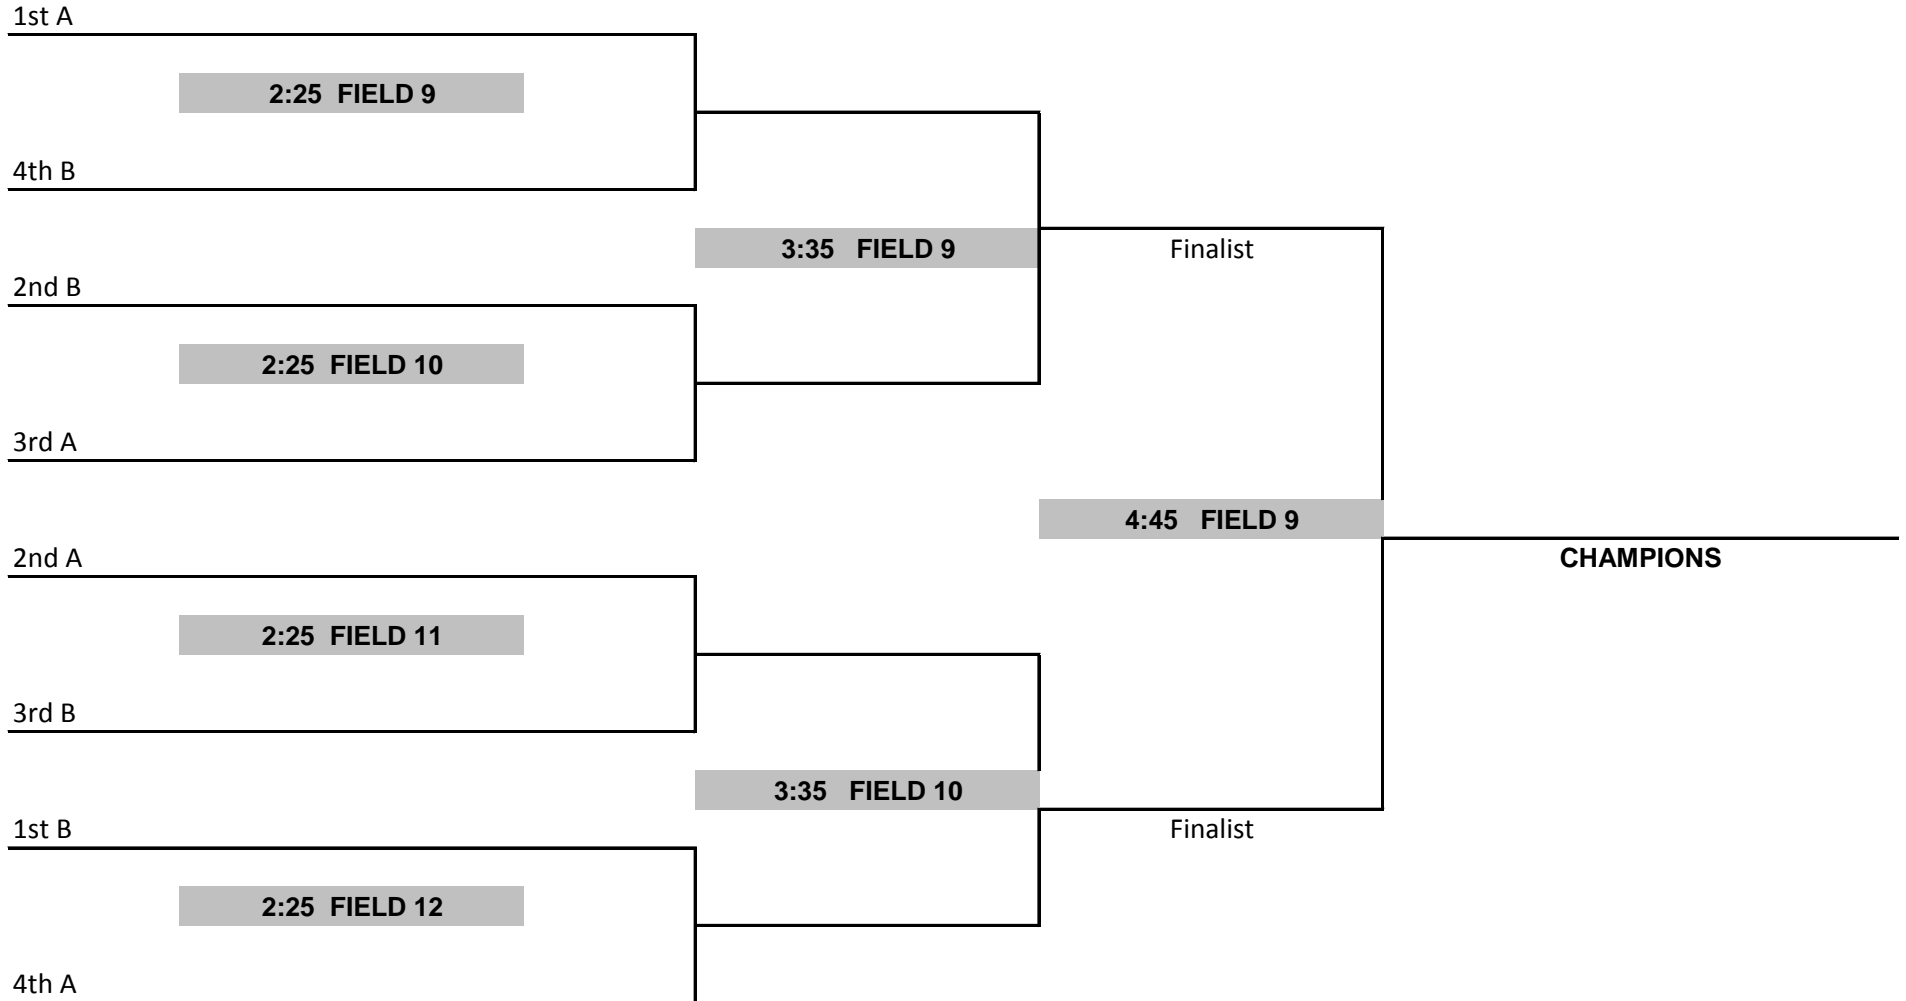 1st A
2:25 FIELD 9
4th B
3:35 FIELD 9
Finalist
2nd B
2:25 FIELD 10
3rd A
4:45 FIELD 9
2nd A
CHAMPIONS
2:25 FIELD 11
3rd B
3:35 FIELD 10
1st B
Finalist
2:25 FIELD 12
4th A